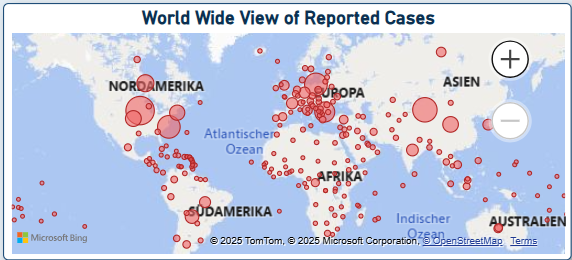 World Wide View of Reported Cases
NORDAMERIKA
EUROPA
ASIEN
Atlantischer
Ozean
AFRIKA
SÜDAMERIKA
Indischer
Ozean
AUSTRALIEN
Microsoft Bing
© 2025 TomTom, © 2025 Microsoft Corporation, © OpenStreetMap Terms